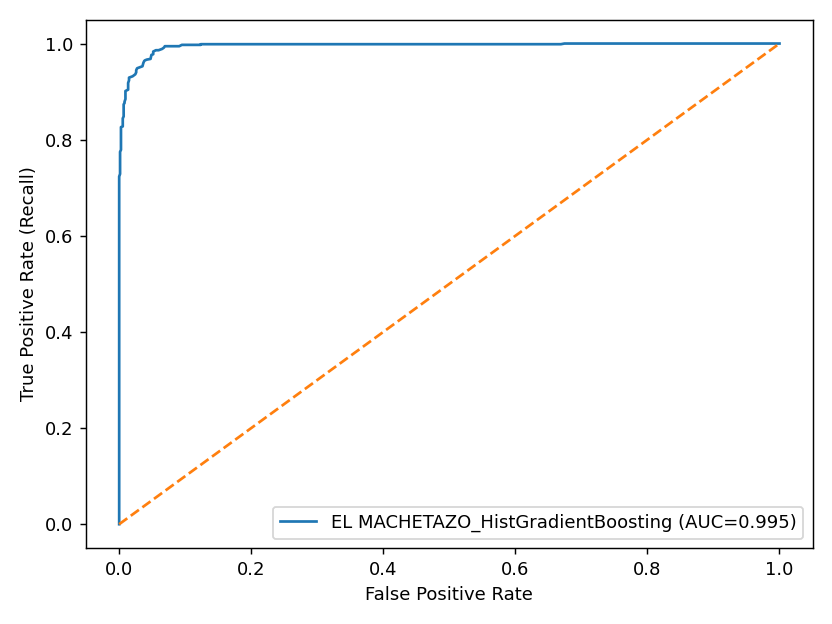 1.0
0.8
0.6
0.4
0.2
0.0
True Positive Rate (Recall)
EL MACHETAZO_HistGradientBoosting (AUC=0.995)
0.0 0.2 0.4 0.6 0.8 1.0
False Positive Rate